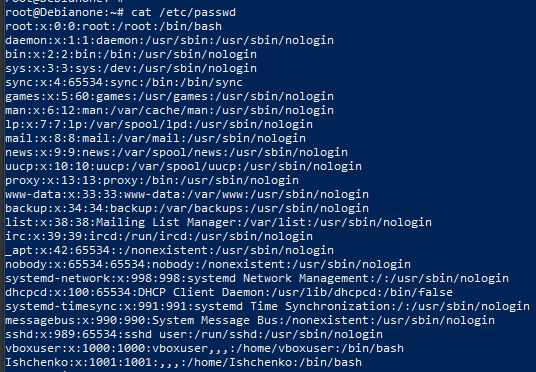 root@Debianone:~# cat /etc/passwd
root:x:0:0:root:/root:/bin/bash
daemon:x:1:1:daemon:/usr/sbin:/usr/sbin/nologin
bin:x:2:2:bin:/bin:/usr/sbin/nologin
sys:x:3:3:sys:/dev:/usr/sbin/nologin
sync:x:4:65534:sync:/bin:/bin/sync
games:x:5:60:games:/usr/games:/usr/sbin/nologin
man:x:6:12:man:/var/cache/man:/usr/sbin/nologin
lp:x:7:7:lp:/var/spool/lpd:/usr/sbin/nologin
mail:x:8:8:mail:/var/mail:/usr/sbin/nologin
news:x:9:9:news:/var/spool/news:/usr/sbin/nologin
uucp:x:10:10:uucp:/var/spool/uucp:/usr/sbin/nologin
proxy:x:13:13:proxy:/bin:/usr/sbin/nologin
www-data:x:33:33:www-data:/var/www:/usr/sbin/nologin
backup:x:34:34:backup:/var/backups:/usr/sbin/nologin
list:x:38:38:Mailing List Manager:/var/list:/usr/sbin/nologin
irc:x:39:39:ircd:/run/ircd:/usr/sbin/nologin
_apt:x:42:65534::/nonexistent:/usr/sbin/nologin
nobody:x:65534:65534:nobody:/nonexistent:/usr/sbin/nologin
systemd-network:x:998:998:systemd Network Management:/:/usr/sbin/nologin
dhcpcd:x:100:65534:DHCP Client Daemon:/usr/lib/dhcpcd:/bin/false
systemd-timesync:x:991:991:systemd Time Synchronization:/:/usr/sbin/nologin
messagebus:x:990:990:System Message Bus:/nonexistent:/usr/sbin/nologin
sshd:x:989:65534:sshd user:/run/sshd:/usr/sbin/nologin
vboxuser:x:1000:1000:vboxuser,,,:/home/vboxuser:/bin/bash
Ishchenko:x:1001:1001:,,,:/home/Ishchenko:/bin/bash